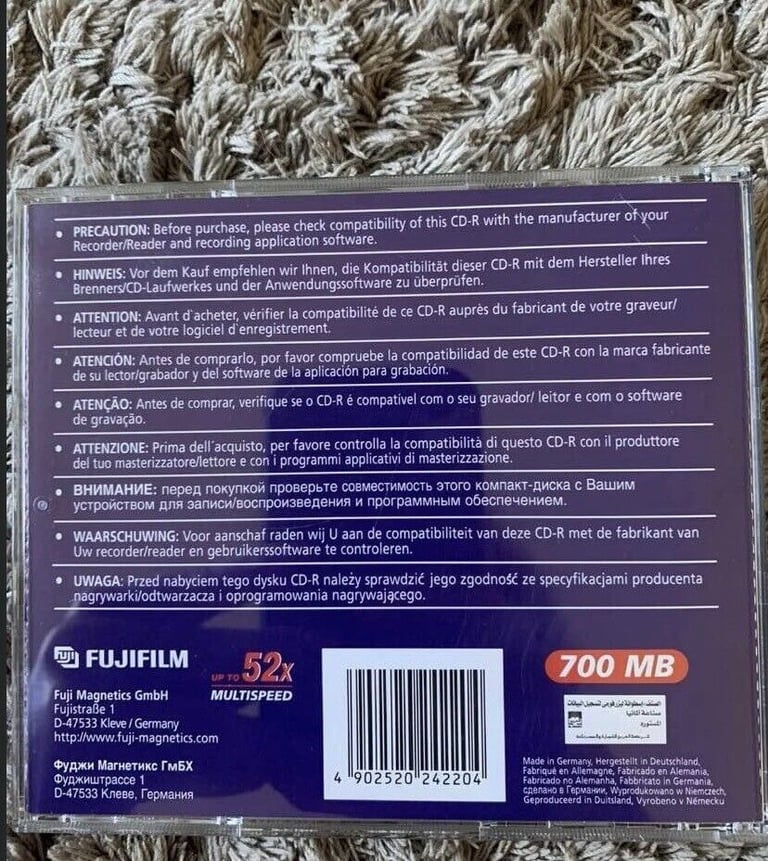 PRECAUTION: Before purchase, please check compatibility of this CD-R with the manufacturer of your
Recorder/Reader and recording application software.
HINWEIS: Vor dem Kauf empfehlen wir Ihnen, die Kompatibilität dieser CD-R mit dem Hersteller Ihres
Brenners/CD-Laufwerkes und der Anwendungssoftware zu überprüfen.
ATTENTION: Avant d`acheter, vérifier la compatibilité de ce CD-R auprès du fabricant de votre graveur/
lecteur et de votre logiciel d`enregistrement.
ATENCIÓN: Antes de comprarlo, por favor compruebe la compatibilidad de este CD-R con la marca fabricante
de su lector/grabador y del software de la aplicación para grabación.
ATENÇÃO: Antes de comprar, verifique se o CD-R é compatível com o seu gravador/ leitor e com o software
de gravação.
ATTENZIONE: Prima dell´acquisto, per favore controlla la compatibilità di questo CD-R con il produttore
del tuo masterizzatore/lettore e con i programmi applicativi di masterizzazione.
ВНИМАНИЕ: перед покупкой проверьте совместимость этого компакт-диска с Вашим
устройством для записи/воспроизведения и программным обеспечением.
WAARSCHUWING: Voor aanschaf raden wij U aan de compatibiliteit van deze CD-R met de fabrikant van
Uw recorder/reader en gebruikerssoftware te controleren.
UWAGA: Przed nabyciem tego dysku CD-R należy sprawdzić jego zgodność ze specyfikacjami producenta
nagrywarki/odtwarzacza i oprogramowania nagrywającego.
FUJI FUJIFILM
UP TO 52x
MULTISPEED
700 MB
Fuji Magnetics GmbH
Fujistraße 1
D-47533 Kleve / Germany
http://www.fuji-magnetics.com
Фуджи Магнетикс ГмБХ
Фуджиштрассе 1
D-47533 Клеве, Германия
4 902520 242204
الصنف: إسطوانة ليزر فومى لتسجيل البيانات
صناعة ألمانيا
المستورد
Made in Germany, Hergestellt in Deutschland,
Fabriqué en Allemagne, Fabricado en Alemania,
Fabricado no Alemanha, Fabbricato in Germania,
сделано в Германии, Wyprodukowano w Niemczech,
Geproduceerd in Duitsland, Vyrobeno v Německu